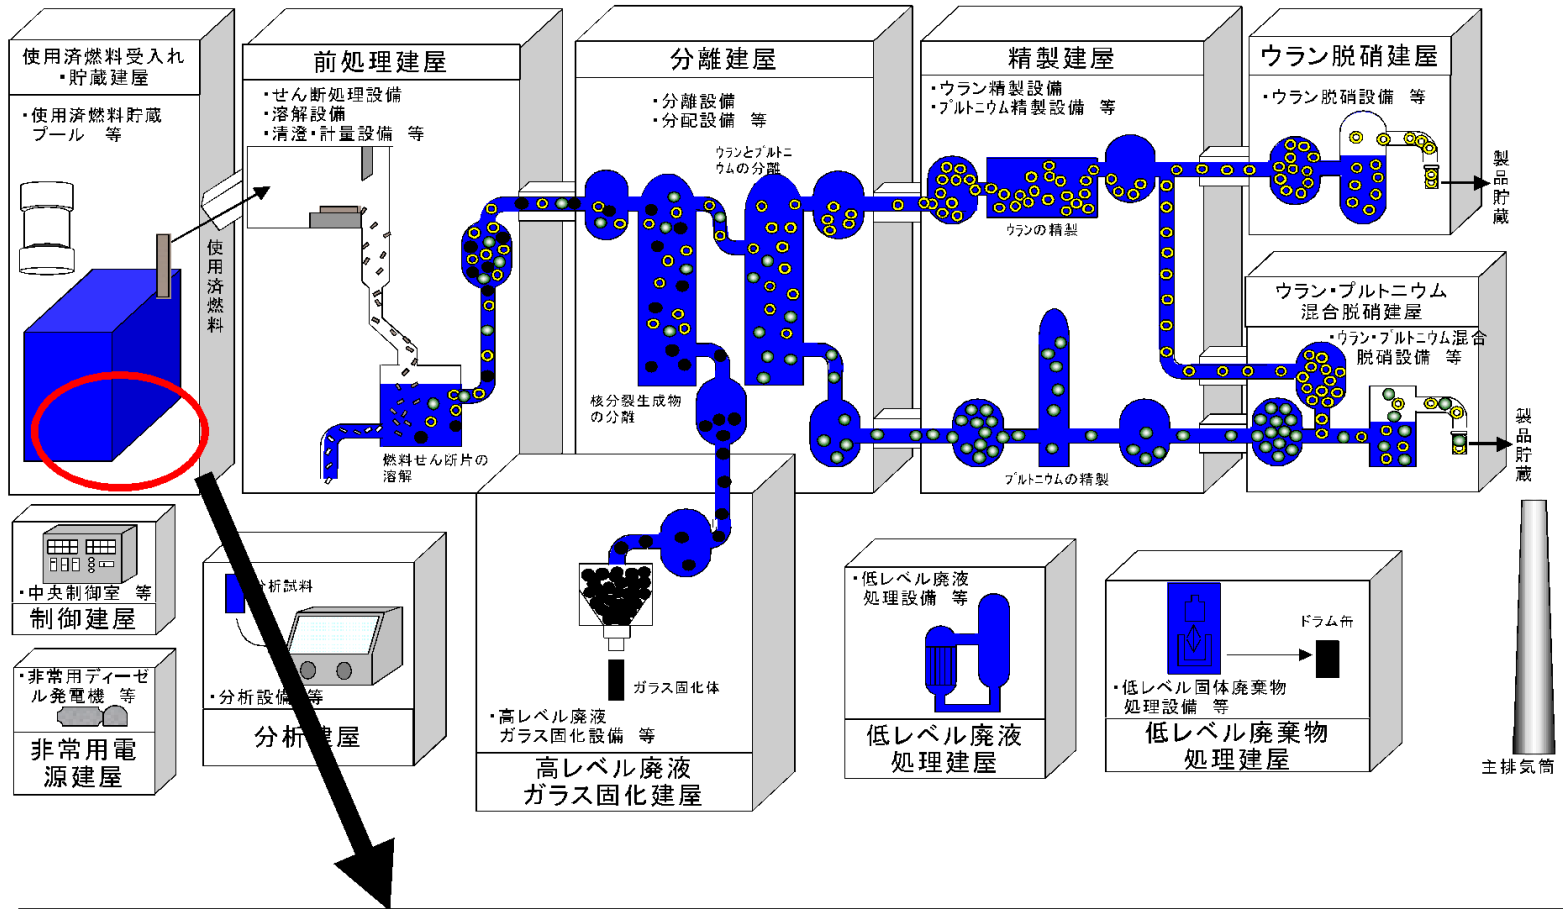 使用済燃料受入れ
・貯蔵建屋
・使用済燃料貯蔵
プール 等
使用済燃料
前処理建屋
・せん断処理設備
・溶解設備
・清澄・計量設備 等
燃料せん断片の
溶解
分離建屋
・分離設備
・分配設備 等
ウランとプルトニ
ウムの分離
核分裂生成物
の分離
精製建屋
・ウラン精製設備
・プルトニウム精製設備 等
ウランの精製
プルトニウムの精製
ウラン脱硝建屋
・ウラン脱硝設備 等
製品貯蔵
ウラン・プルトニウム
混合脱硝建屋
・ウラン・プルトニウム混合
脱硝設備 等
製品貯蔵
・中央制御室 等
制御建屋
・非常用ディーゼ
ル発電機 等
非常用電
源建屋
分析試料
・分析設備 等
分析建屋
ガラス固化体
・高レベル廃液
ガラス固化設備 等
高レベル廃液
ガラス固化建屋
・低レベル廃液
処理設備 等
低レベル廃液
処理建屋
ドラム缶
・低レベル固体廃棄物
処理設備 等
低レベル廃棄物
処理建屋
主排気筒